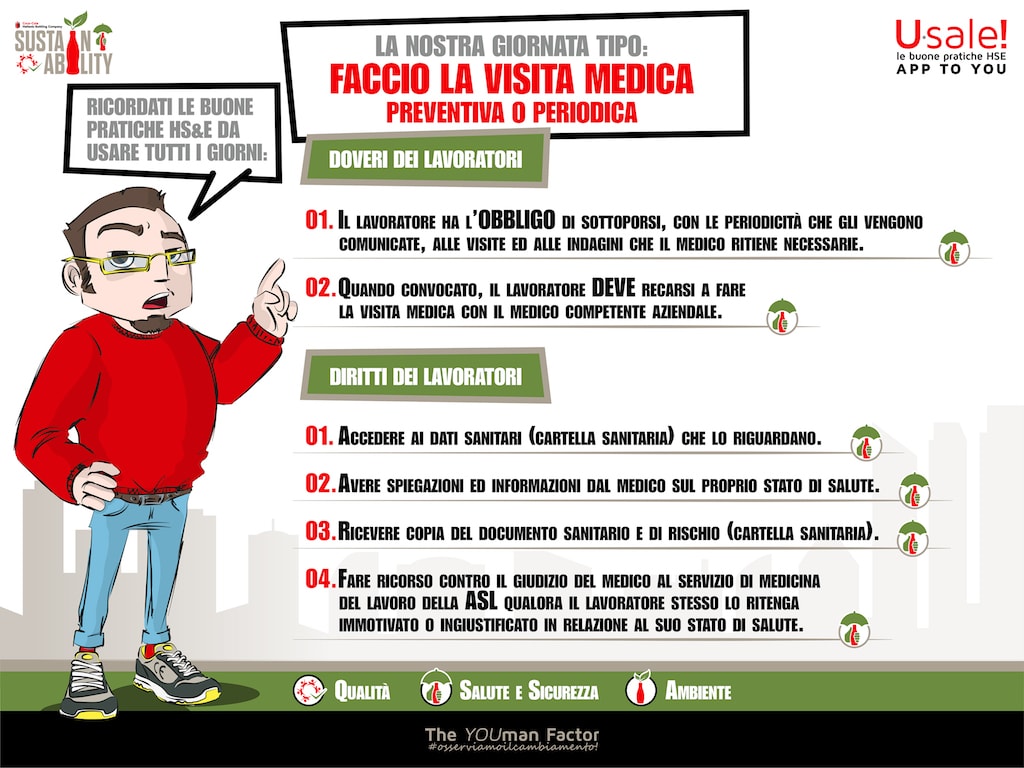 Coca-Cola
Hellenic Bottling Company
SUSTAIN
ABILITY
LA NOSTRA GIORNATA TIPO:
FACCIO LA VISITA MEDICA
PREVENTIVA O PERIODICA
U·sale!
le buone pratiche HSE
APP TO YOU
RICORDATI LE BUONE
PRATICHE HS&E DA
USARE TUTTI I GIORNI:
DOVERI DEI LAVORATORI
01. IL LAVORATORE HA L'OBBLIGO DI SOTTOPORSI, CON LE PERIODICITÀ CHE GLI VENGONO
COMUNICATE, ALLE VISITE ED ALLE INDAGINI CHE IL MEDICO RITIENE NECESSARIE.
02. QUANDO CONVOCATO, IL LAVORATORE DEVE RECARSI A FARE
LA VISITA MEDICA CON IL MEDICO COMPETENTE AZIENDALE.
DIRITTI DEI LAVORATORI
01. ACCEDERE AI DATI SANITARI (CARTELLA SANITARIA) CHE LO RIGUARDANO.
02. AVERE SPIEGAZIONI ED INFORMAZIONI DAL MEDICO SUL PROPRIO STATO DI SALUTE.
03. RICEVERE COPIA DEL DOCUMENTO SANITARIO E DI RISCHIO (CARTELLA SANITARIA).
04. FARE RICORSO CONTRO IL GIUDIZIO DEL MEDICO AL SERVIZIO DI MEDICINA
DEL LAVORO DELLA ASL QUALORA IL LAVORATORE STESSO LO RITENGA
IMMOTIVATO O INGIUSTIFICATO IN RELAZIONE AL SUO STATO DI SALUTE.
QUALITÀ
SALUTE E SICUREZZA
AMBIENTE
The YOUman Factor
#osserviamoilcambiamento!